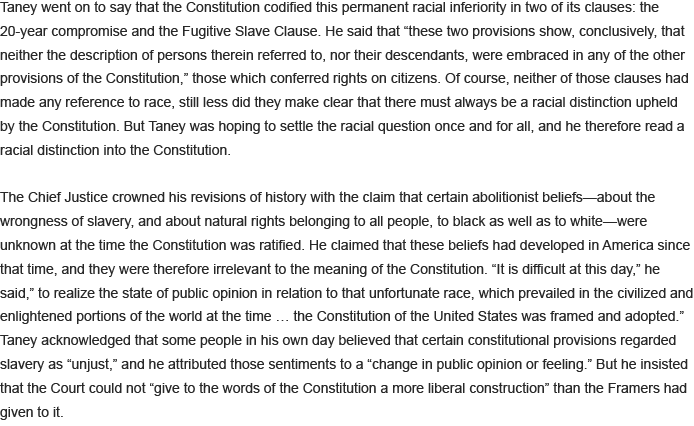 Taney went on to say that the Constitution codified this permanent racial inferiority in two of its clauses: the
20-year compromise and the Fugitive Slave Clause. He said that “these two provisions show, conclusively, that
neither the description of persons therein referred to, nor their descendants, were embraced in any of the other
provisions of the Constitution,” those which conferred rights on citizens. Of course, neither of those clauses had
made any reference to race, still less did they make clear that there must always be a racial distinction upheld
by the Constitution. But Taney was hoping to settle the racial question once and for all, and he therefore read a
racial distinction into the Constitution.

The Chief Justice crowned his revisions of history with the claim that certain abolitionist beliefs—about the
wrongness of slavery, and about natural rights belonging to all people, to black as well as to white—were
unknown at the time the Constitution was ratified. He claimed that these beliefs had developed in America since
that time, and they were therefore irrelevant to the meaning of the Constitution. “It is difficult at this day,” he
said,” to realize the state of public opinion in relation to that unfortunate race, which prevailed in the civilized and
enlightened portions of the world at the time … the Constitution of the United States was framed and adopted.”
Taney acknowledged that some people in his own day believed that certain constitutional provisions regarded
slavery as “unjust,” and he attributed those sentiments to a “change in public opinion or feeling.” But he insisted
that the Court could not “give to the words of the Constitution a more liberal construction” than the Framers had
given to it.